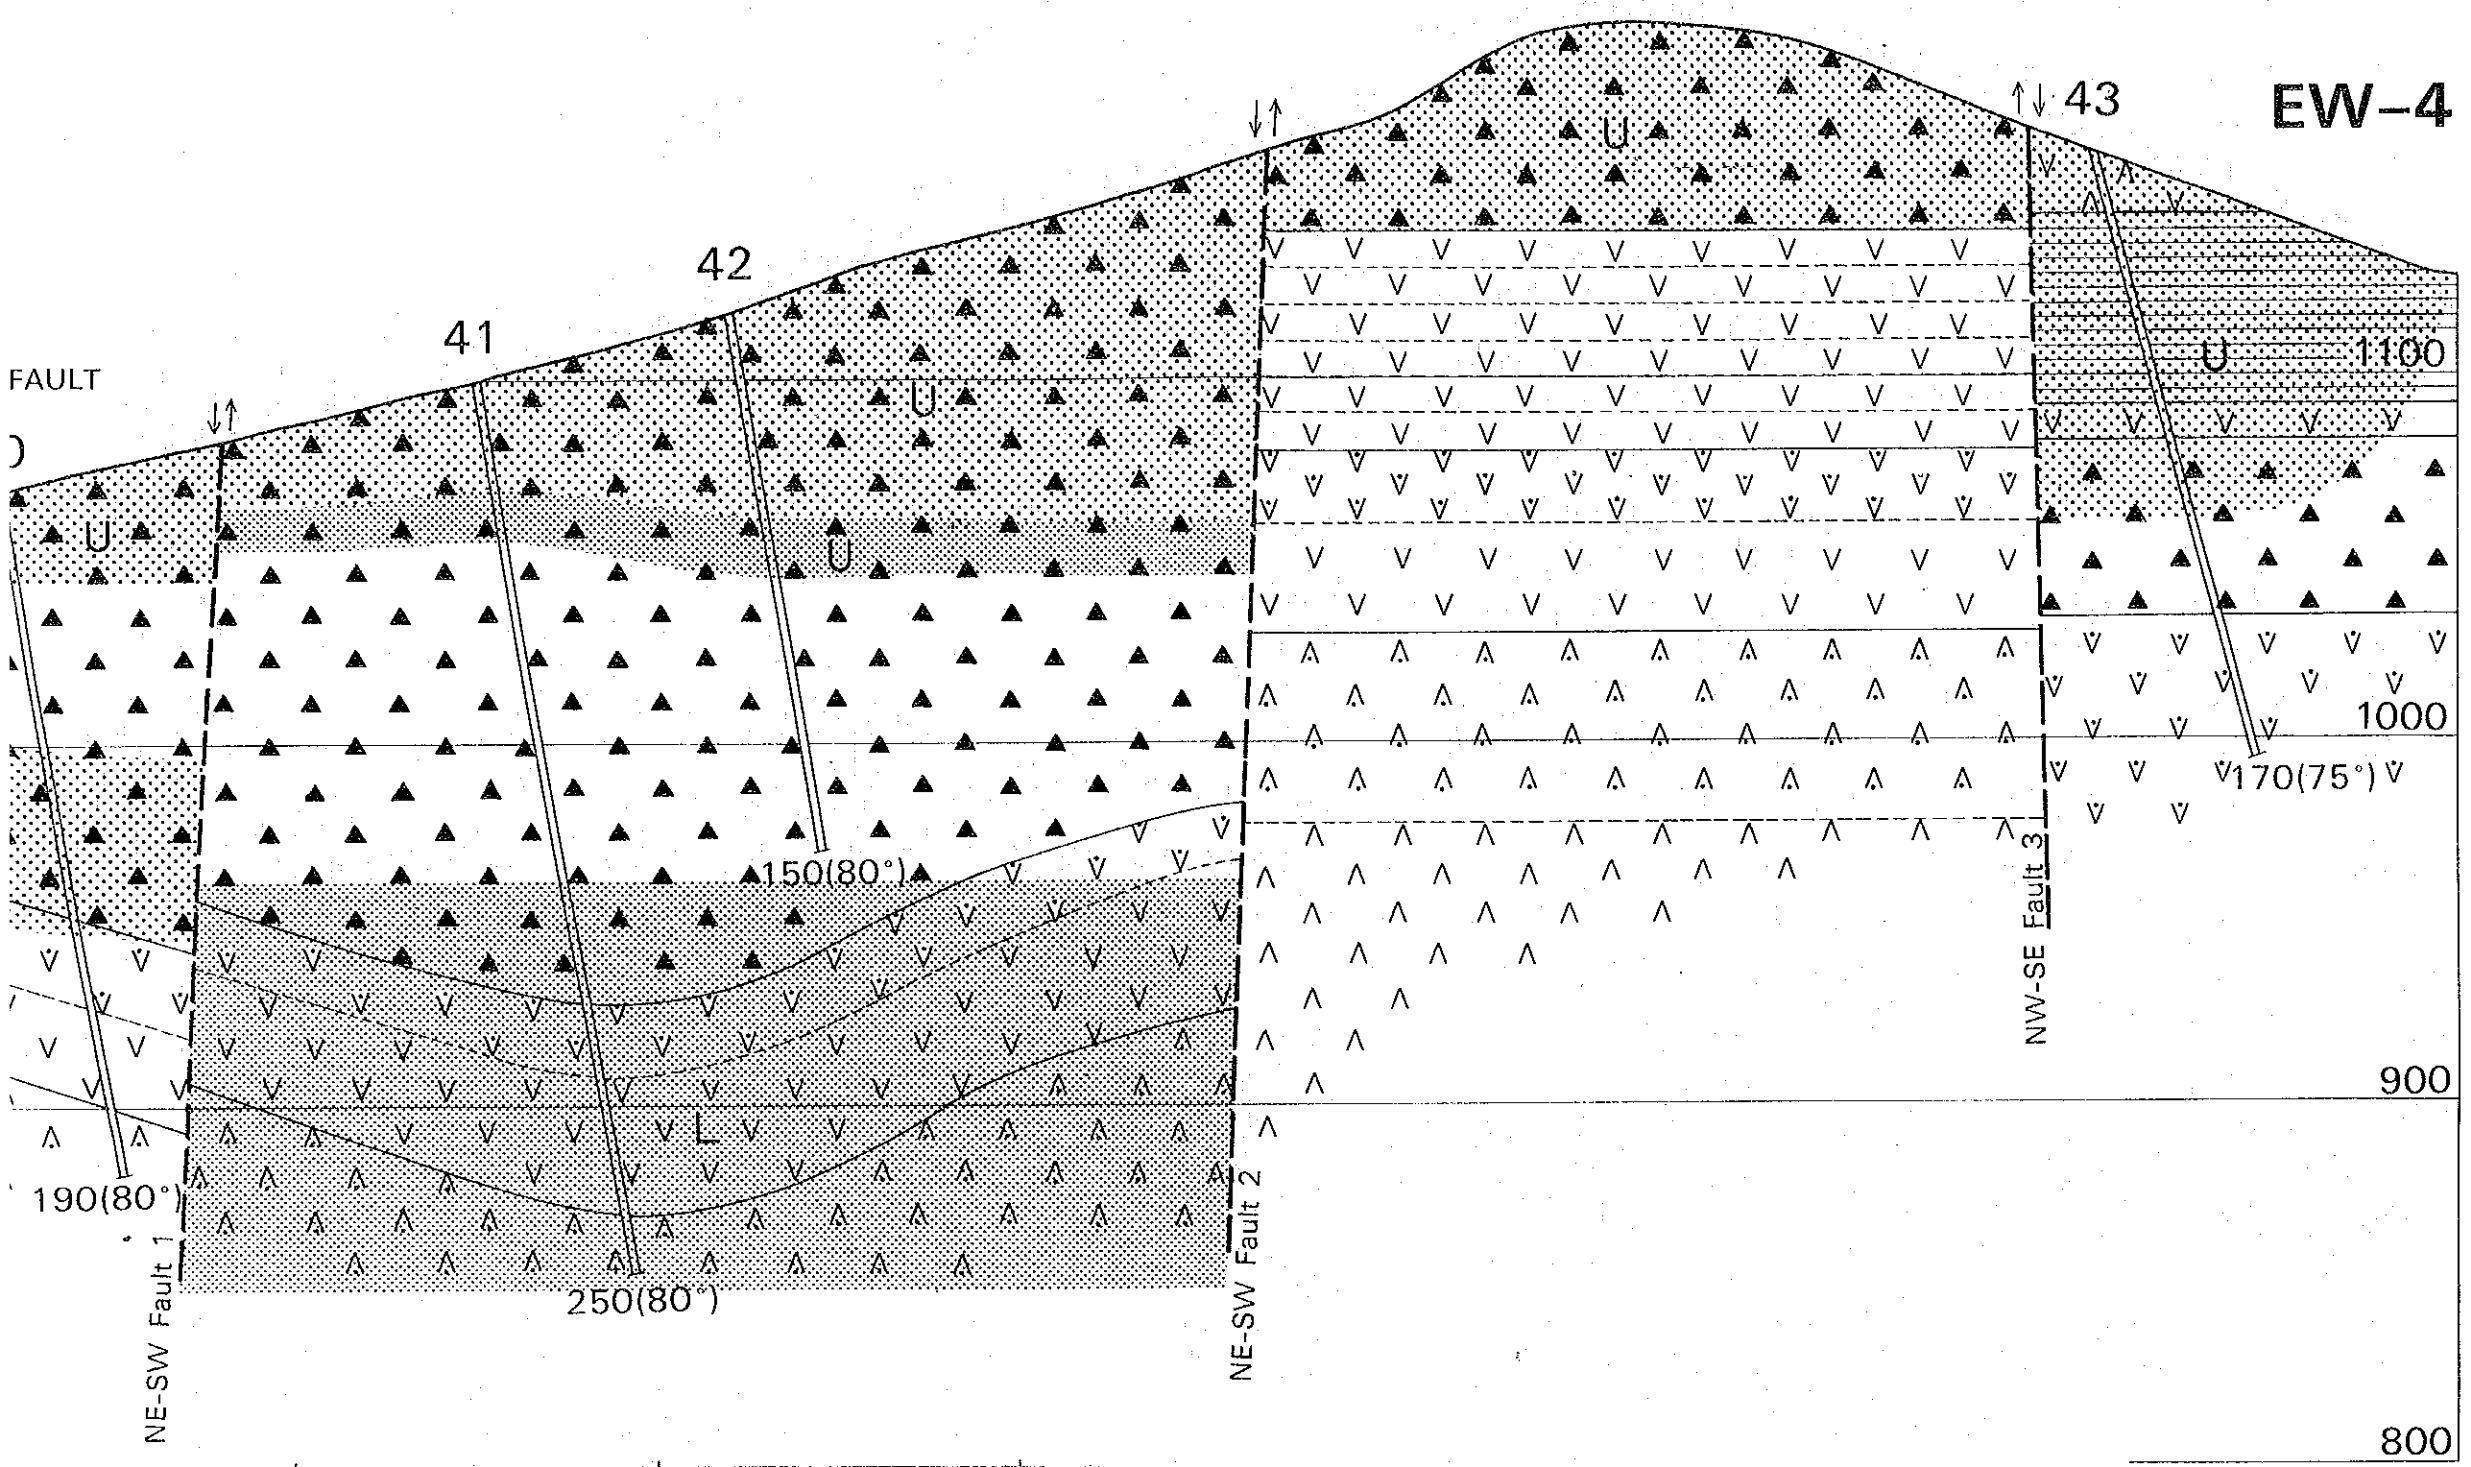 EW-4
43
42
41
FAULT
U
U
U
U
U
1100
1000
170(75°)
150(80°)
NW-SE Fault 3
900
L
190(80°)
NE-SW Fault 2
250(80°)
NE-SW Fault 1
800